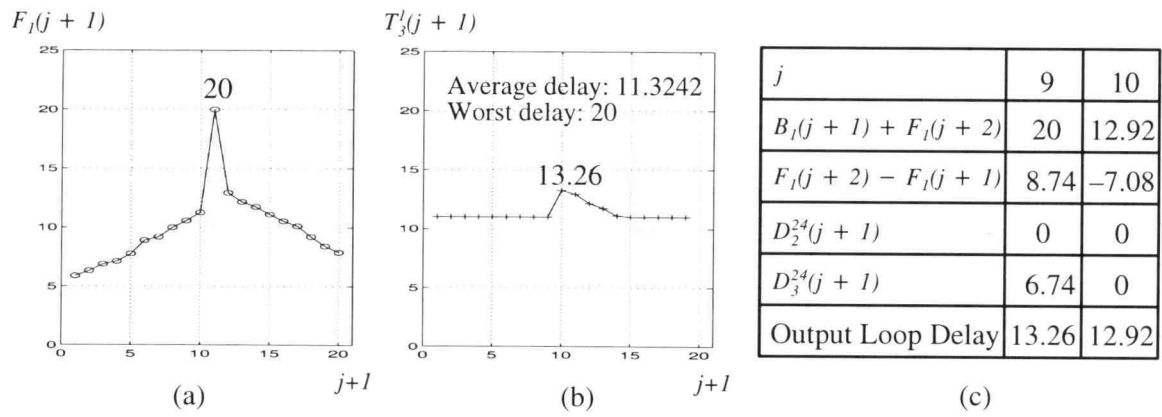 F₁(j + 1)
25
20
15
10
5
0
20
0 5 10 15 20
j+1
(a)
T₃¹(j + 1)
25
20
15
10
5
0
Average delay: 11.3242
Worst delay: 20
13.26
0 5 10 15 20
j+1
(b)
j 9 10
B₁(j + 1) + F₁(j + 2) 20 12.92
F₁(j + 2) − F₁(j + 1) 8.74 −7.08
D₂²⁴(j + 1) 0 0
D₃²⁴(j + 1) 6.74 0
Output Loop Delay 13.26 12.92
(c)